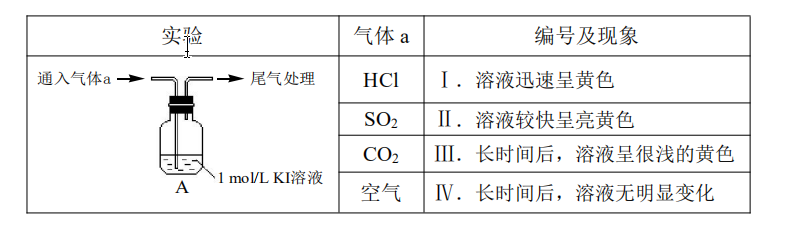 实验 气体 a 编号及现象
通入气体a 尾气处理
1 mol/L KI溶液
A
HCl Ⅰ．溶液迅速呈黄色
SO₂ Ⅱ．溶液较快呈亮黄色
CO₂ Ⅲ．长时间后，溶液呈很浅的黄色
空气 Ⅳ．长时间后，溶液无明显变化